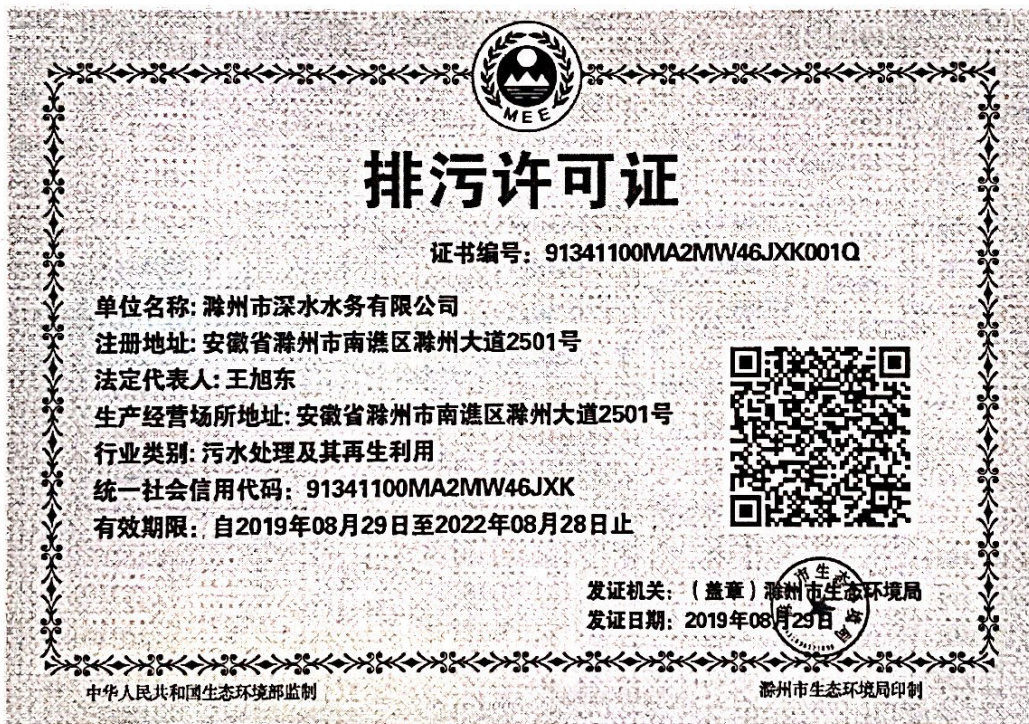 MEE
排污许可证
证书编号：91341100MA2MW46JXK001Q
单位名称: 滁州市深水水务有限公司
注册地址: 安徽省滁州市南谯区滁州大道2501号
法定代表人: 王旭东
生产经营场所地址: 安徽省滁州市南谯区滁州大道2501号
行业类别: 污水处理及其再生利用
统一社会信用代码：91341100MA2MW46JXK
有效期限：自2019年08月29日至2022年08月28日止
发证机关：（盖章）滁州市生态环境局
发证日期：2019年08月29日
中华人民共和国生态环境部监制
滁州市生态环境局印制